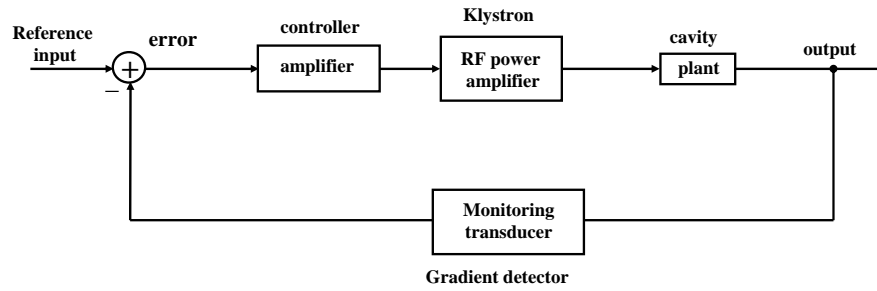 Klystron
Reference
input
error
controller
cavity
output
+
−
amplifier
RF power
amplifier
plant
Monitoring
transducer
Gradient detector